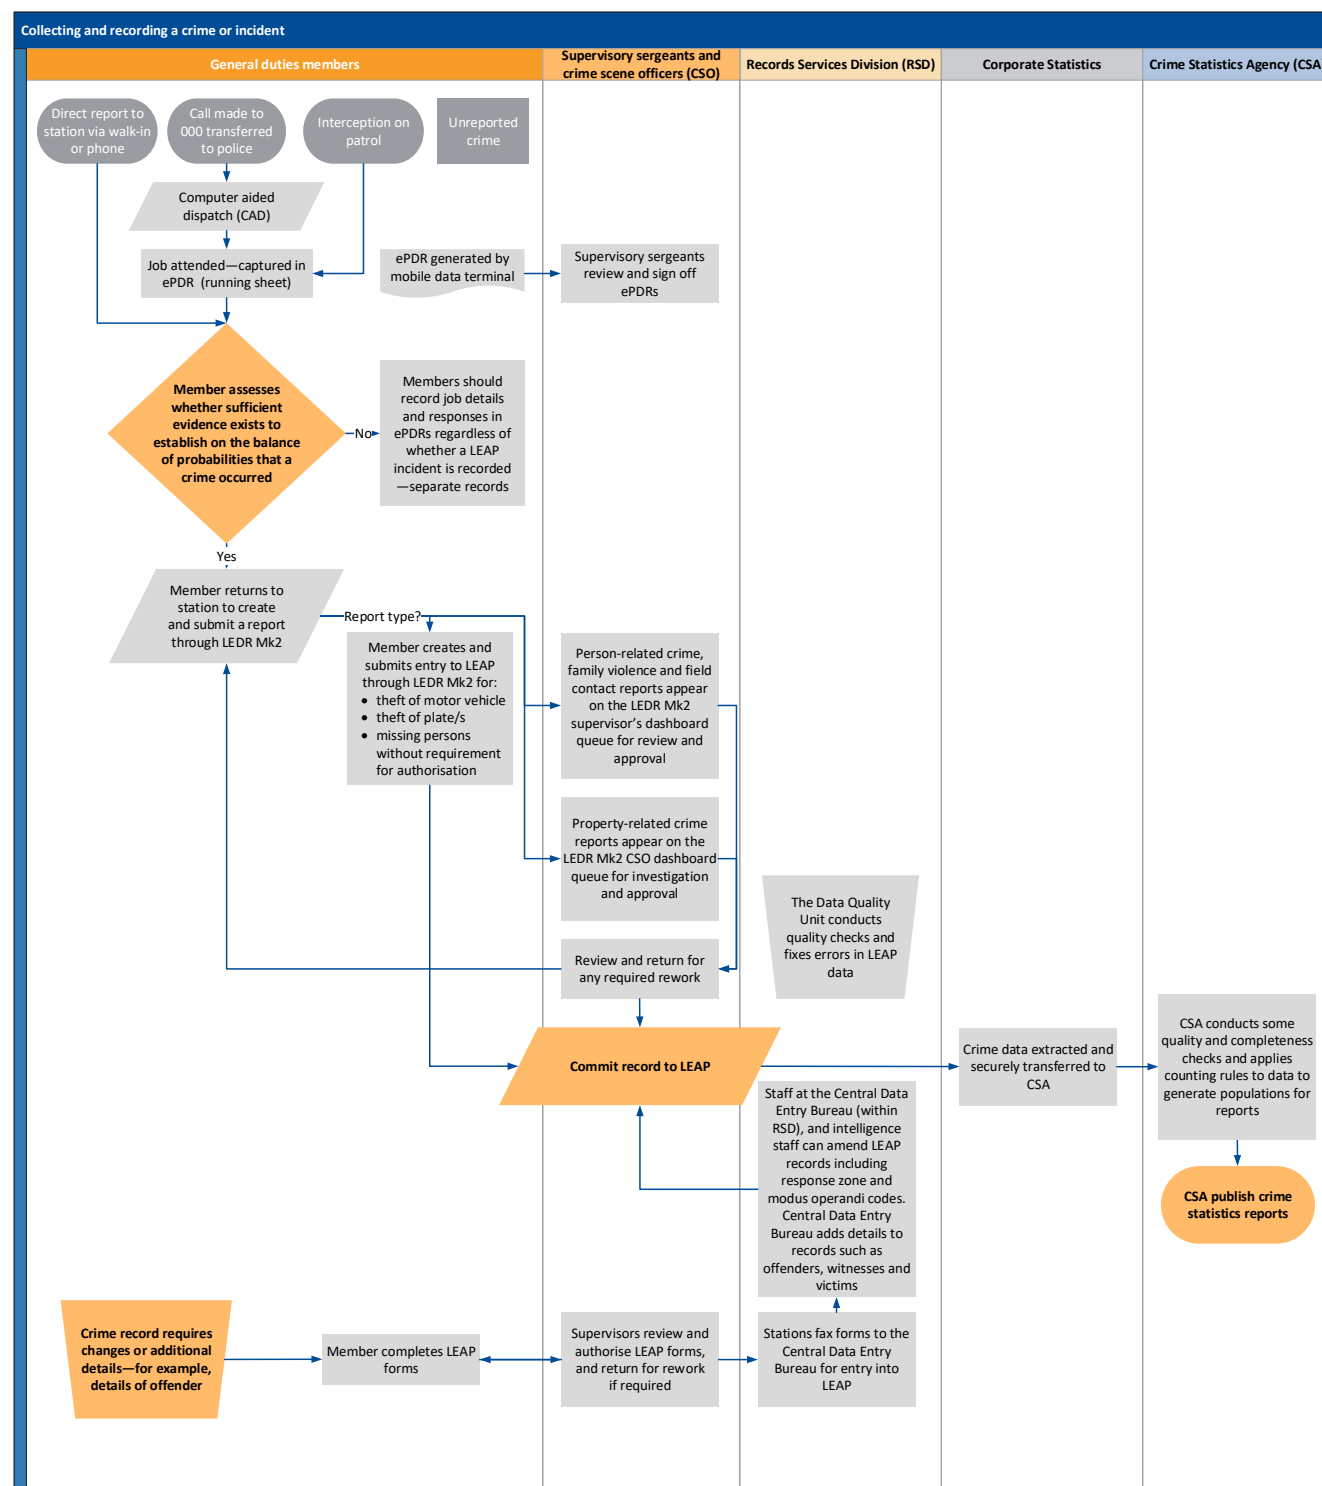 Collecting and recording a crime or incident
General duties members
Supervisory sergeants and
crime scene officers (CSO)
Records Services Division (RSD)
Corporate Statistics
Crime Statistics Agency (CSA
Direct report to
station via walk-in
or phone
Call made to
000 transferred
to police
Interception on
patrol
Unreported
crime
Computer aided
dispatch (CAD)
Job attended—captured in
ePDR (running sheet)
ePDR generated by
mobile data terminal
Supervisory sergeants
review and sign off
ePDRs
Member assesses
whether sufficient
evidence exists to
establish on the balance
of probabilities that a
crime occurred
No
Members should
record job details
and responses in
ePDRs regardless of
whether a LEAP
incident is recorded
—separate records
Yes
Member returns to
station to create
and submit a report
through LEDR Mk2
Report type?
Member creates and
submits entry to LEAP
through LEDR Mk2 for:
• theft of motor vehicle
• theft of plate/s
• missing persons
without requirement
for authorisation
Person-related crime,
family violence and field
contact reports appear
on the LEDR Mk2
supervisor's dashboard
queue for review and
approval
Property-related crime
reports appear on the
LEDR Mk2 CSO dashboard
queue for investigation
and approval
The Data Quality
Unit conducts
quality checks and
fixes errors in LEAP
data
Review and return for
any required rework
Commit record to LEAP
Crime data extracted and
securely transferred to
CSA
CSA conducts some
quality and completeness
checks and applies
counting rules to data to
generate populations for
reports
Staff at the Central Data
Entry Bureau (within
RSD), and intelligence
staff can amend LEAP
records including
response zone and
modus operandi codes.
Central Data Entry
Bureau adds details to
records such as
offenders, witnesses and
victims
CSA publish crime
statistics reports
Crime record requires
changes or additional
details—for example,
details of offender
Member completes LEAP
forms
Supervisors review and
authorise LEAP forms,
and return for rework
if required
Stations fax forms to the
Central Data Entry
Bureau for entry into
LEAP